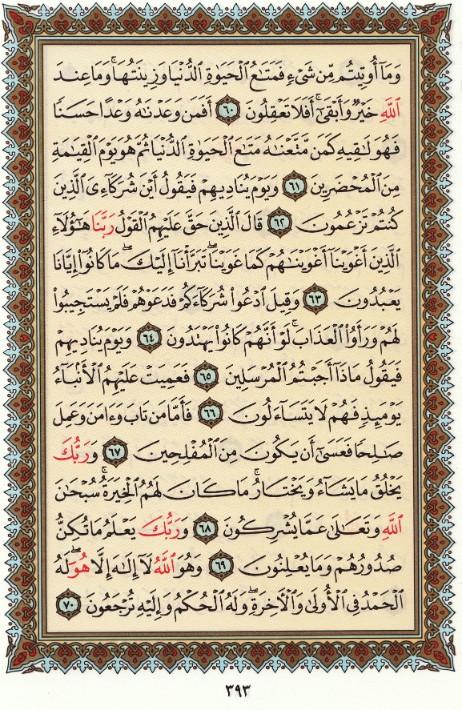 وَمَآ أُوتِيتُم مِّن شَىْءٍ فَمَتَٰعُ ٱلْحَيَوٰةِ ٱلدُّنْيَا وَزِينَتُهَا ۚ وَمَا عِندَ
ٱللَّهِ خَيْرٌ وَأَبْقَىٰٓ ۚ أَفَلَا تَعْقِلُونَ ٦٠ أَفَمَن وَعَدْنَٰهُ وَعْدًا حَسَنًا
فَهُوَ لَٰقِيهِ كَمَن مَّتَّعْنَٰهُ مَتَٰعَ ٱلْحَيَوٰةِ ٱلدُّنْيَا ثُمَّ هُوَ يَوْمَ ٱلْقِيَٰمَةِ
مِنَ ٱلْمُحْضَرِينَ ٦١ وَيَوْمَ يُنَادِيهِمْ فَيَقُولُ أَيْنَ شُرَكَآءِىَ ٱلَّذِينَ
كُنتُمْ تَزْعُمُونَ ٦٢ قَالَ ٱلَّذِينَ حَقَّ عَلَيْهِمُ ٱلْقَوْلُ رَبَّنَا هَٰٓؤُلَآءِ
ٱلَّذِينَ أَغْوَيْنَآ أَغْوَيْنَٰهُمْ كَمَا غَوَيْنَا ۖ تَبَرَّأْنَآ إِلَيْكَ ۖ مَا كَانُوٓا۟ إِيَّانَا
يَعْبُدُونَ ٦٣ وَقِيلَ ٱدْعُوا۟ شُرَكَآءَكُمْ فَدَعَوْهُمْ فَلَمْ يَسْتَجِيبُوا۟
لَهُمْ وَرَأَوُا۟ ٱلْعَذَابَ ۚ لَوْ أَنَّهُمْ كَانُوا۟ يَهْتَدُونَ ٦٤ وَيَوْمَ يُنَادِيهِمْ
فَيَقُولُ مَاذَآ أَجَبْتُمُ ٱلْمُرْسَلِينَ ٦٥ فَعَمِيَتْ عَلَيْهِمُ ٱلْأَنۢبَآءُ
يَوْمَئِذٍ فَهُمْ لَا يَتَسَآءَلُونَ ٦٦ فَأَمَّا مَن تَابَ وَءَامَنَ وَعَمِلَ
صَٰلِحًا فَعَسَىٰٓ أَن يَكُونَ مِنَ ٱلْمُفْلِحِينَ ٦٧ وَرَبُّكَ
يَخْلُقُ مَا يَشَآءُ وَيَخْتَارُ ۗ مَا كَانَ لَهُمُ ٱلْخِيَرَةُ ۚ سُبْحَٰنَ
ٱللَّهِ وَتَعَٰلَىٰ عَمَّا يُشْرِكُونَ ٦٨ وَرَبُّكَ يَعْلَمُ مَا تُكِنُّ
صُدُورُهُمْ وَمَا يُعْلِنُونَ ٦٩ وَهُوَ ٱللَّهُ لَآ إِلَٰهَ إِلَّا هُوَ ۖ لَهُ
ٱلْحَمْدُ فِى ٱلْأُولَىٰ وَٱلْءَاخِرَةِ ۖ وَلَهُ ٱلْحُكْمُ وَإِلَيْهِ تُرْجَعُونَ ٧٠
٣٩٣